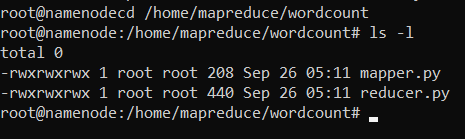 root@namenodecd /home/mapreduce/wordcount
root@namenode:/home/mapreduce/wordcount# ls -l
total 0
-rwxrwxrwx 1 root root 208 Sep 26 05:11 mapper.py
-rwxrwxrwx 1 root root 440 Sep 26 05:11 reducer.py
root@namenode:/home/mapreduce/wordcount#